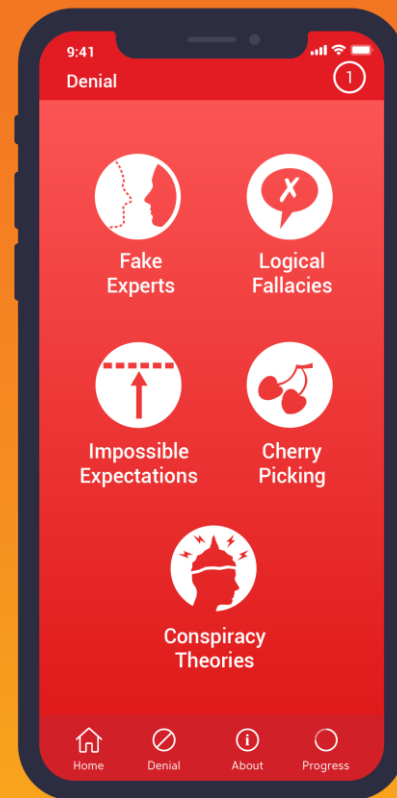 9:41
Denial
1
Fake
Experts
Logical
Fallacies
Impossible
Expectations
Cherry
Picking
Conspiracy
Theories
Home
Denial
About
Progress